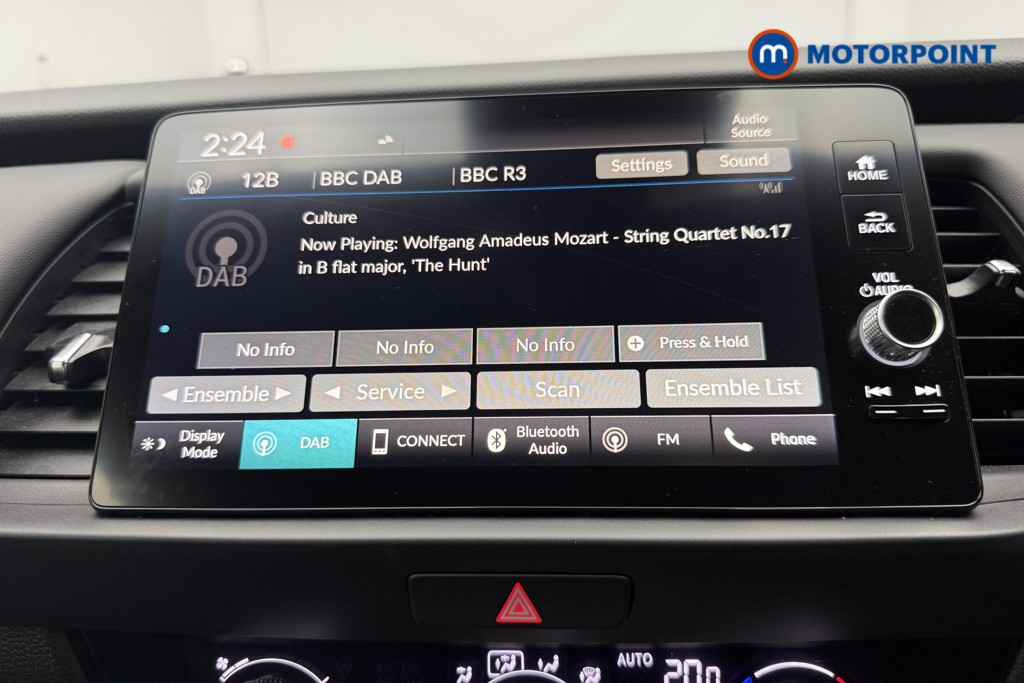 m MOTORPOINT
2:24
Audio
Source
DAB 12B | BBC DAB | BBC R3 Settings Sound
HOME
Culture
DAB
Now Playing: Wolfgang Amadeus Mozart - String Quartet No.17
in B flat major, 'The Hunt'
BACK
VOL
AUDIO
No Info No Info No Info Press & Hold
Ensemble Service Scan Ensemble List
Display
Mode
DAB CONNECT
Bluetooth
Audio
FM Phone
AUTO
20.0